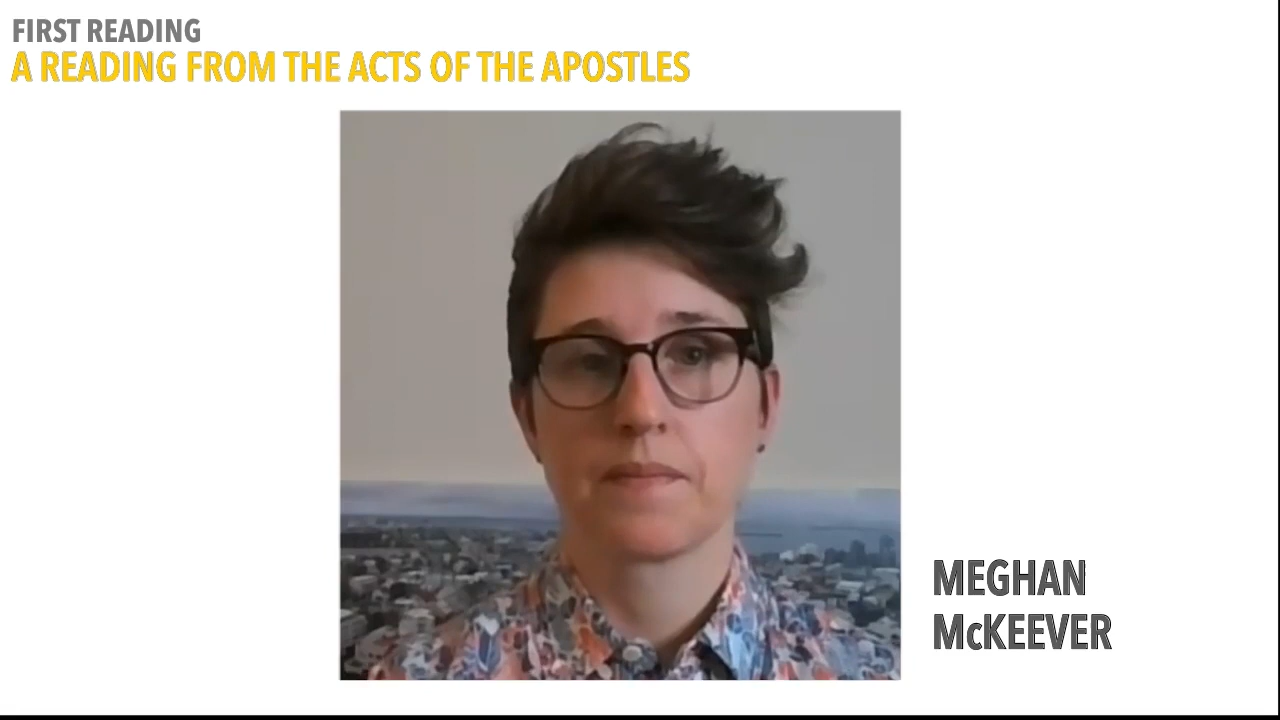 FIRST READING
A READING FROM THE ACTS OF THE APOSTLES
MEGHAN
McKEEVER